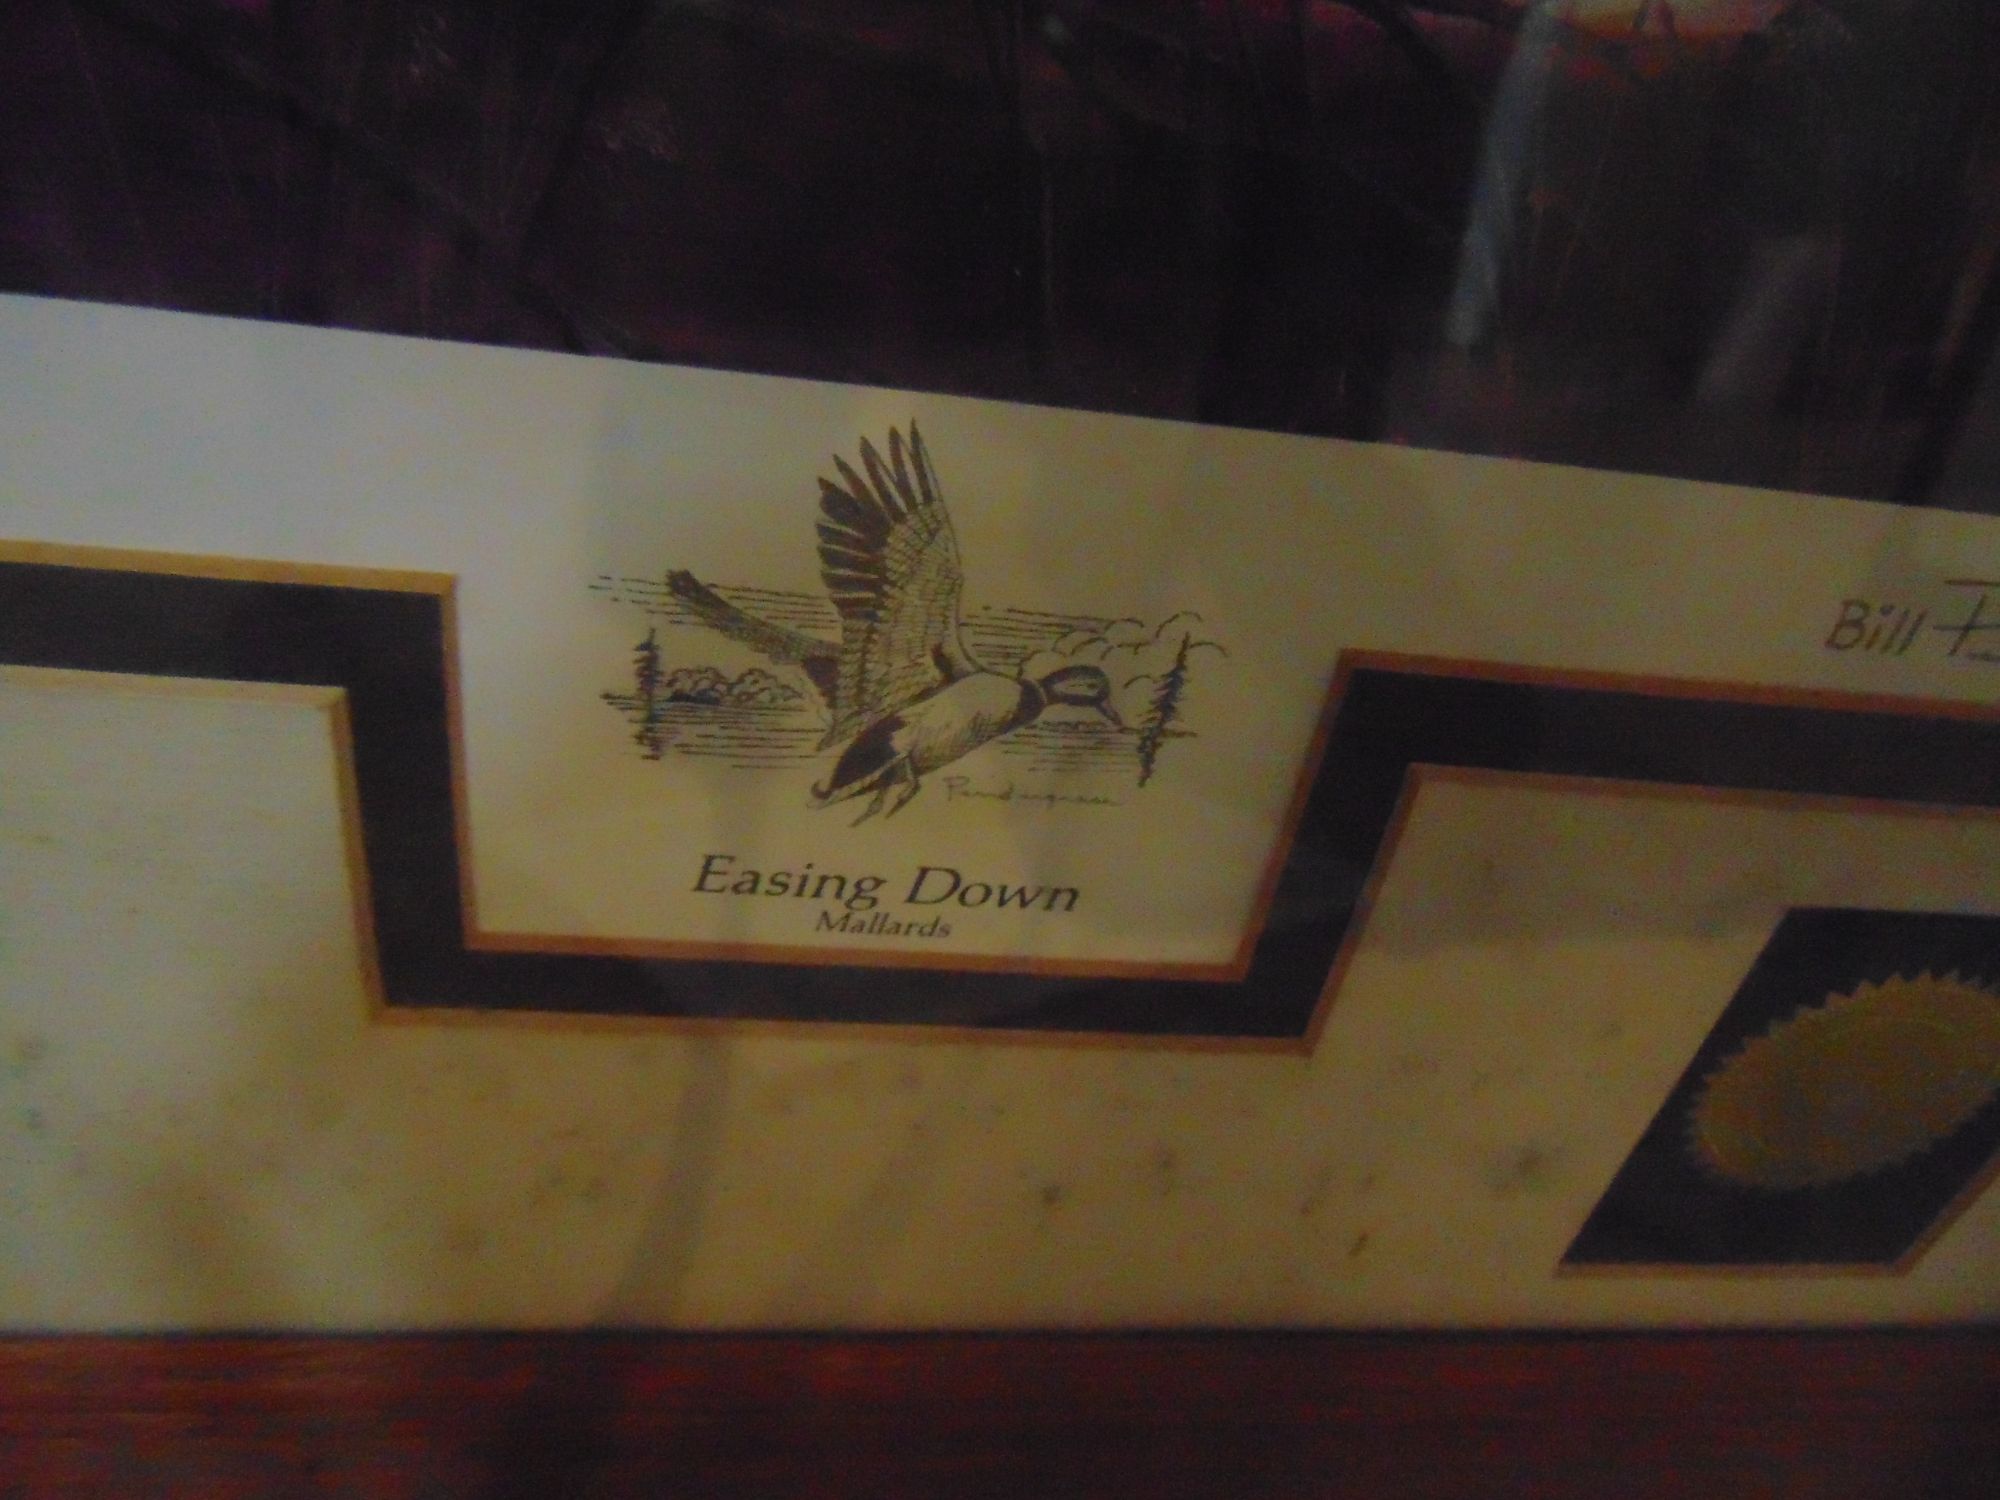 Bill
Easing Down
Mallards